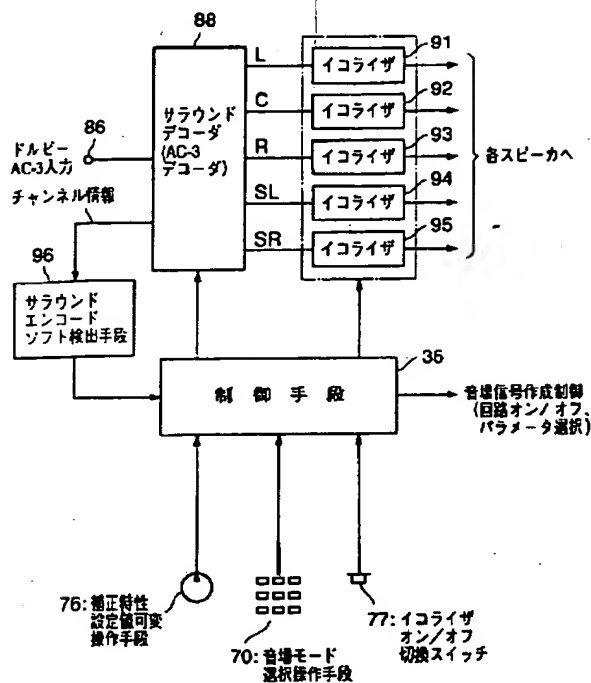 88
L
91
イコライザ
C
92
イコライザ
R
93
イコライザ
SL
94
イコライザ
SR
95
イコライザ
各スピーカへ
サラウンド
デコーダ
(AC-3
デコーダ)
86
ドルビー
AC-3入力
チャンネル情報
96
サラウンド
エンコード
ソフト検出手段
36
制御手段
音場信号作成制御
(回路オン/オフ、
パラメータ選択)
76:補正特性
設定値可変
操作手段
70:音場モード
選択操作手段
77:イコライザ
オン/オフ
切換スイッチ